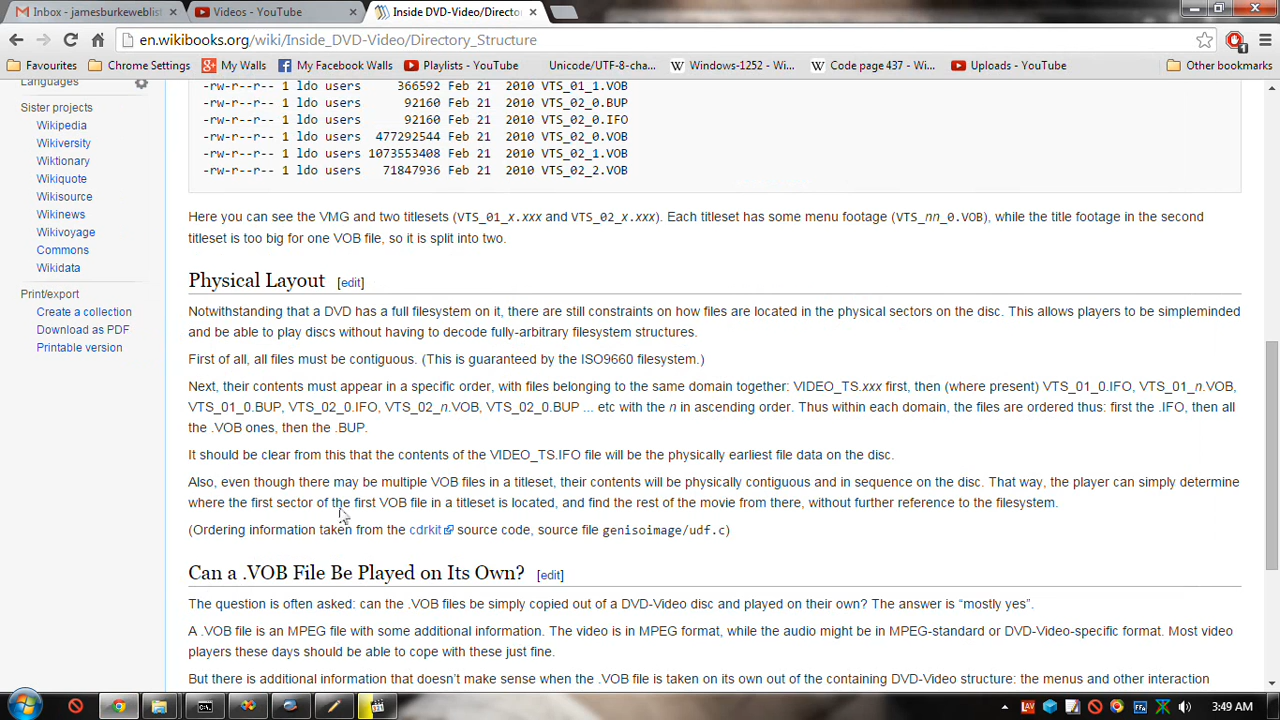 Inbox - jamesburkeweblist
Videos - YouTube
Inside DVD-Video/Directo
en.wikibooks.org/wiki/Inside_DVD-Video/Directory_Structure
1
Favourites
Chrome Settings
My Walls
My Facebook Walls
Playlists - YouTube
Unicode/UTF-8-cha...
Windows-1252 - Wi...
Code page 437 - Wi...
Uploads - YouTube
Other bookmarks
Languages
Sister projects
Wikipedia
Wikiversity
Wiktionary
Wikiquote
Wikisource
Wikinews
Wikivoyage
Commons
Wikidata
Print/export
Create a collection
Download as PDF
Printable version
-rw-r--r-- 1 ldo users 366592 Feb 21 2010 VTS_01_1.VOB
-rw-r--r-- 1 ldo users 92160 Feb 21 2010 VTS_02_0.BUP
-rw-r--r-- 1 ldo users 92160 Feb 21 2010 VTS_02_0.IFO
-rw-r--r-- 1 ldo users 477292544 Feb 21 2010 VTS_02_0.VOB
-rw-r--r-- 1 ldo users 1073553408 Feb 21 2010 VTS_02_1.VOB
-rw-r--r-- 1 ldo users 71847936 Feb 21 2010 VTS_02_2.VOB
Here you can see the VMG and two titlesets (VTS_01_x.xxx and VTS_02_x.xxx). Each titleset has some menu footage (VTS_nn_0.VOB), while the title footage in the second
titleset is too big for one VOB file, so it is split into two.
Physical Layout [edit]
Notwithstanding that a DVD has a full filesystem on it, there are still constraints on how files are located in the physical sectors on the disc. This allows players to be simpleminded
and be able to play discs without having to decode fully-arbitrary filesystem structures.
First of all, all files must be contiguous. (This is guaranteed by the ISO9660 filesystem.)
Next, their contents must appear in a specific order, with files belonging to the same domain together: VIDEO_TS.xxx first, then (where present) VTS_01_0.IFO, VTS_01_n.VOB,
VTS_01_0.BUP, VTS_02_0.IFO, VTS_02_n.VOB, VTS_02_0.BUP ... etc with the n in ascending order. Thus within each domain, the files are ordered thus: first the .IFO, then all
the .VOB ones, then the .BUP.
It should be clear from this that the contents of the VIDEO_TS.IFO file will be the physically earliest file data on the disc.
Also, even though there may be multiple VOB files in a titleset, their contents will be physically contiguous and in sequence on the disc. That way, the player can simply determine
where the first sector of the first VOB file in a titleset is located, and find the rest of the movie from there, without further reference to the filesystem.
(Ordering information taken from the cdrkit source code, source file genisoimage/udf.c)
Can a .VOB File Be Played on Its Own? [edit]
The question is often asked: can the .VOB files be simply copied out of a DVD-Video disc and played on their own? The answer is “mostly yes”.
A .VOB file is an MPEG file with some additional information. The video is in MPEG format, while the audio might be in MPEG-standard or DVD-Video-specific format. Most video
players these days should be able to cope with these just fine.
But there is additional information that doesn't make sense when the .VOB file is taken on its own out of the containing DVD-Video structure: the menus and other interaction
3:49 AM